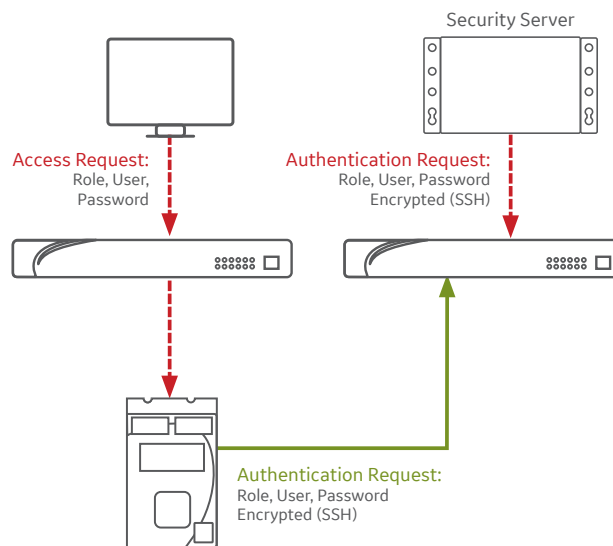 Security Server
Access Request:
Role, User,
Password
Authentication Request:
Role, User, Password
Encrypted (SSH)
Authentication Request:
Role, User, Password
Encrypted (SSH)